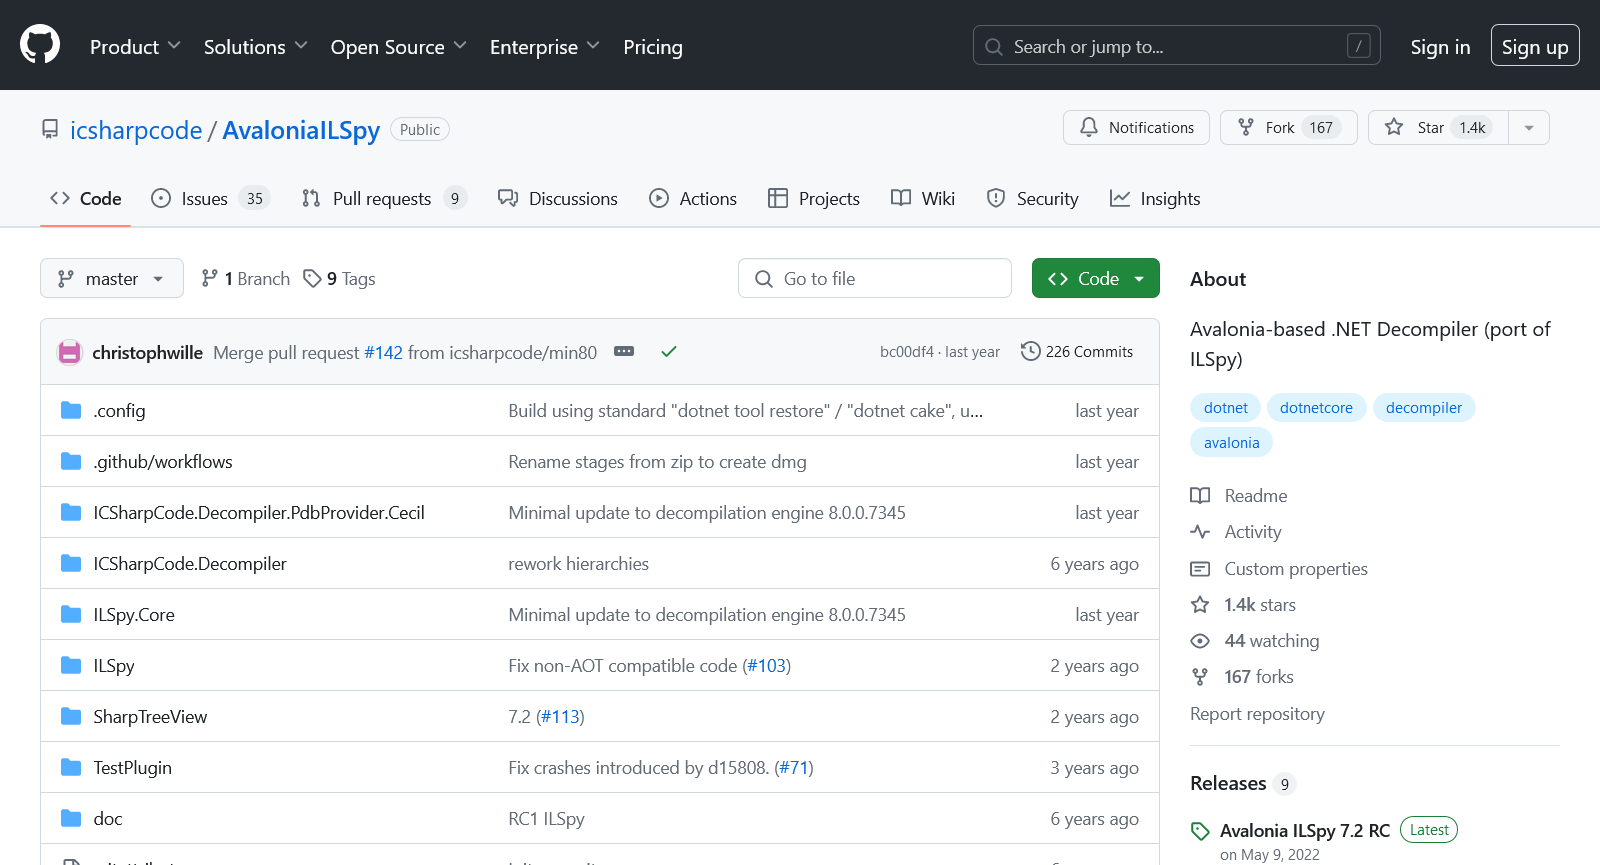 Product Solutions Open Source Enterprise Pricing Search or jump to... / Sign in Sign up
icsharpcode / AvaloniaILSpy Public Notifications Fork 167 Star 1.4k
Code Issues 35 Pull requests 9 Discussions Actions Projects Wiki Security Insights
master 1 Branch 9 Tags Go to file Code
christophwille Merge pull request #142 from icsharpcode/min80 bc00df4 · last year 226 Commits
.config Build using standard "dotnet tool restore" / "dotnet cake", u... last year
.github/workflows Rename stages from zip to create dmg last year
ICSharpCode.Decompiler.PdbProvider.Cecil Minimal update to decompilation engine 8.0.0.7345 last year
ICSharpCode.Decompiler rework hierarchies 6 years ago
ILSpy.Core Minimal update to decompilation engine 8.0.0.7345 last year
ILSpy Fix non-AOT compatible code (#103) 2 years ago
SharpTreeView 7.2 (#113) 2 years ago
TestPlugin Fix crashes introduced by d15808. (#71) 3 years ago
doc RC1 ILSpy 6 years ago
About
Avalonia-based .NET Decompiler (port of
ILSpy)
dotnet dotnetcore decompiler
avalonia
Readme
Activity
Custom properties
1.4k stars
44 watching
167 forks
Report repository
Releases 9
Avalonia ILSpy 7.2 RC Latest
on May 9, 2022